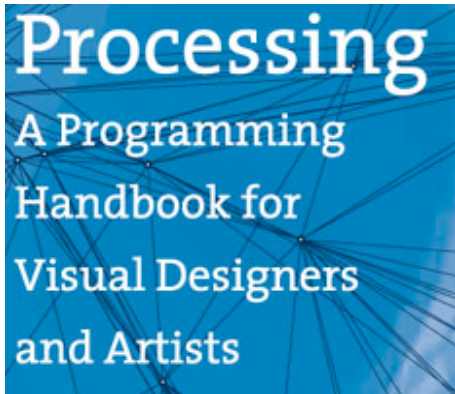 Processing
A Programming
Handbook for
Visual Designers
and Artists